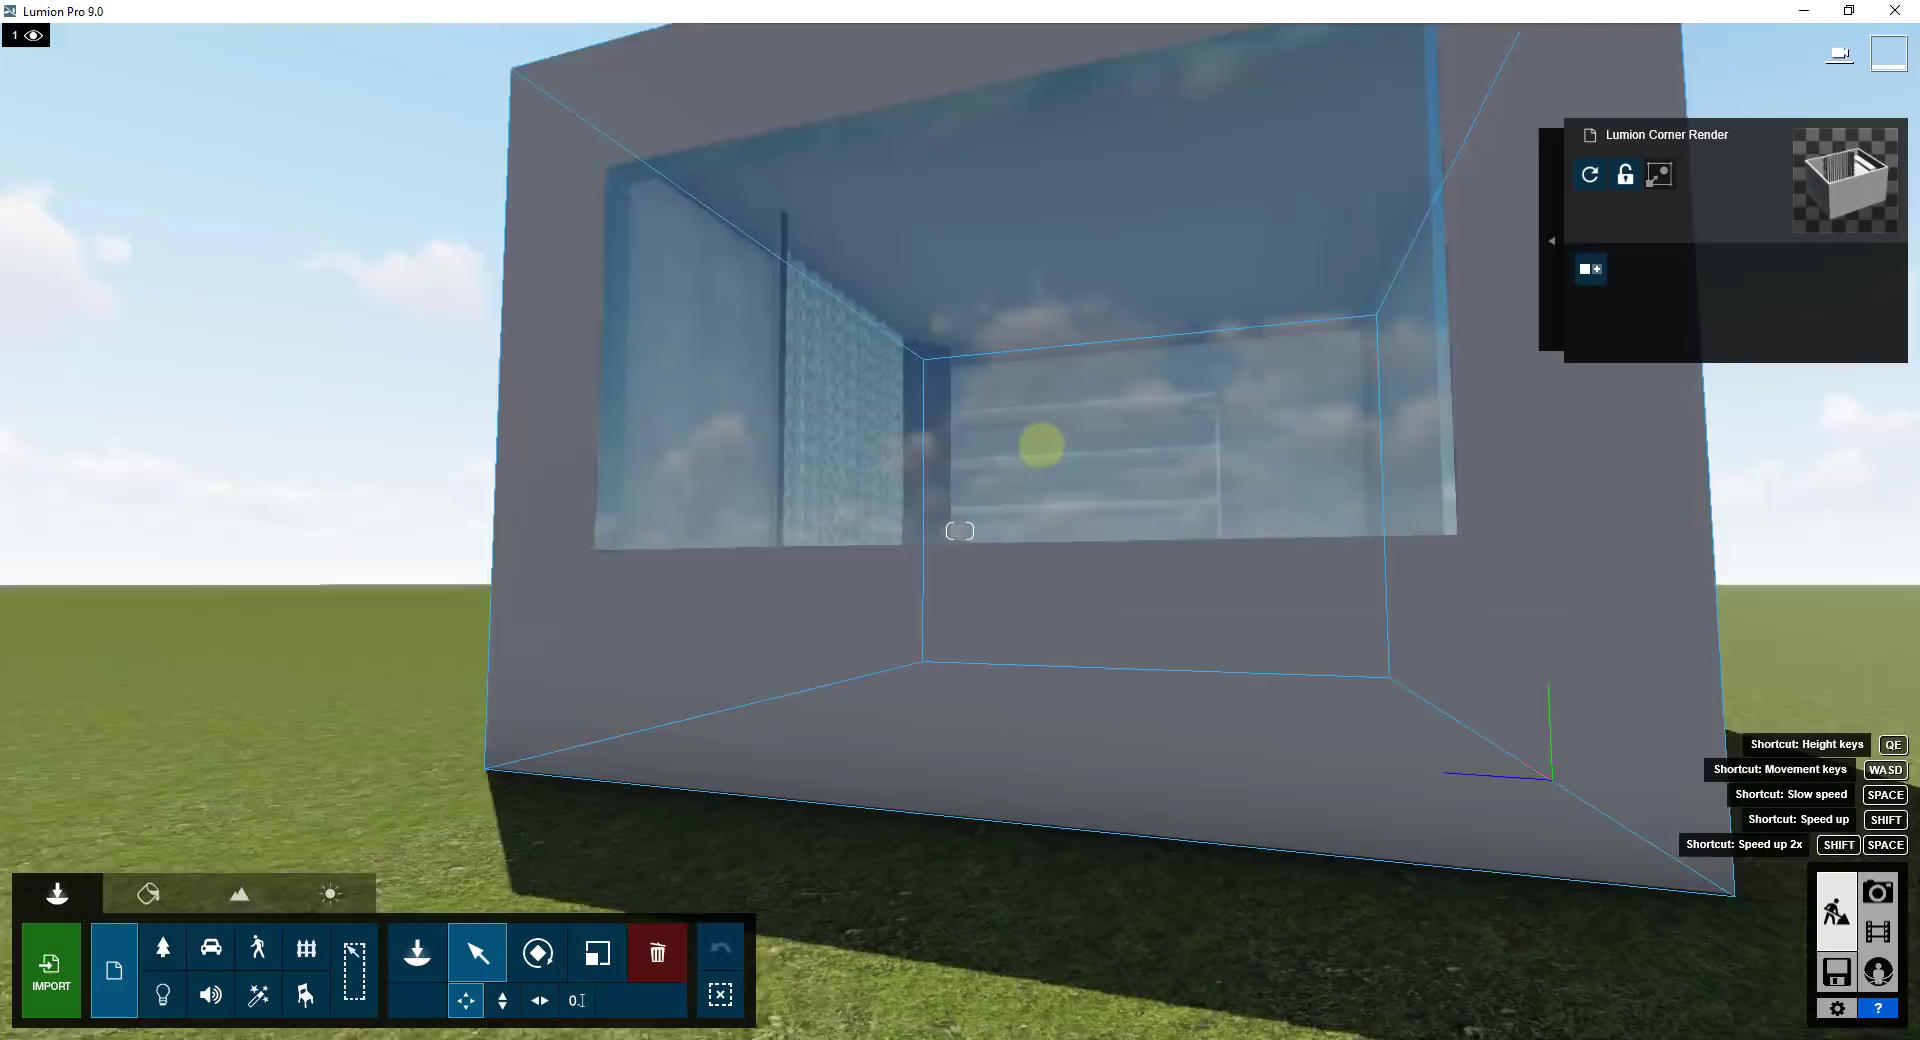 Lumion Pro 9.0
1
Lumion Corner Render
Shortcut: Height keys QE
Shortcut: Movement keys WASD
Shortcut: Slow speed SPACE
Shortcut: Speed up SHIFT
Shortcut: Speed up 2x SHIFT SPACE
IMPORT
0.
?